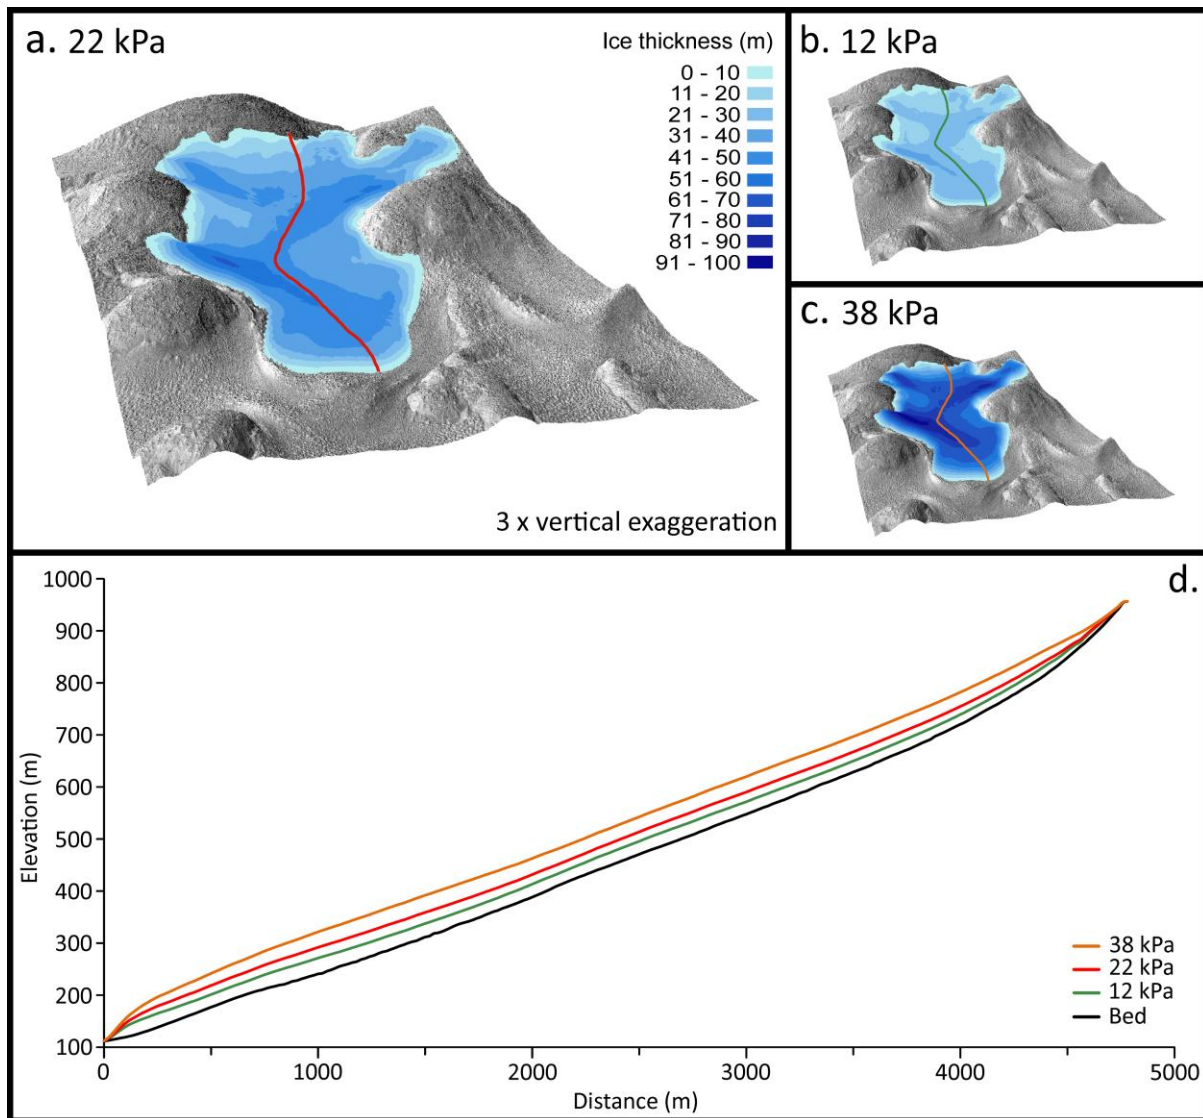 a. 22 kPa
Ice thickness (m)
0 - 10
11 - 20
21 - 30
31 - 40
41 - 50
51 - 60
61 - 70
71 - 80
81 - 90
91 - 100
3 x vertical exaggeration
b. 12 kPa
c. 38 kPa
d.
1000
900
800
700
600
500
400
300
200
100
Elevation (m)
38 kPa
22 kPa
12 kPa
Bed
0
1000
2000
3000
4000
5000
Distance (m)